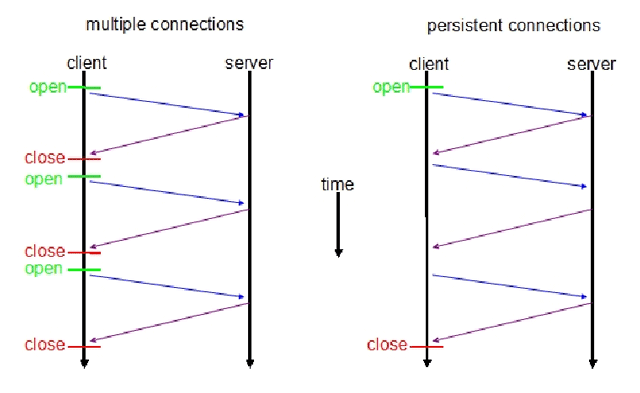 multiple connections
client server
open
close
open
close
open
close
time
persistent connections
client server
open
close